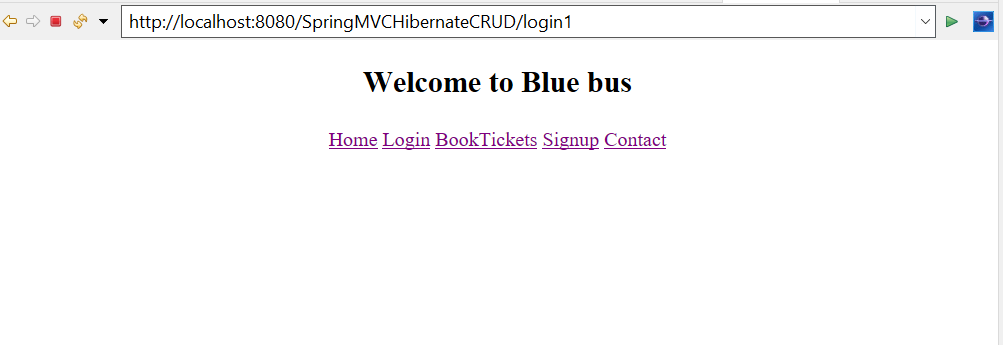 http://localhost:8080/SpringMVCHibernateCRUD/login1
Welcome to Blue bus
Home Login BookTickets Signup Contact